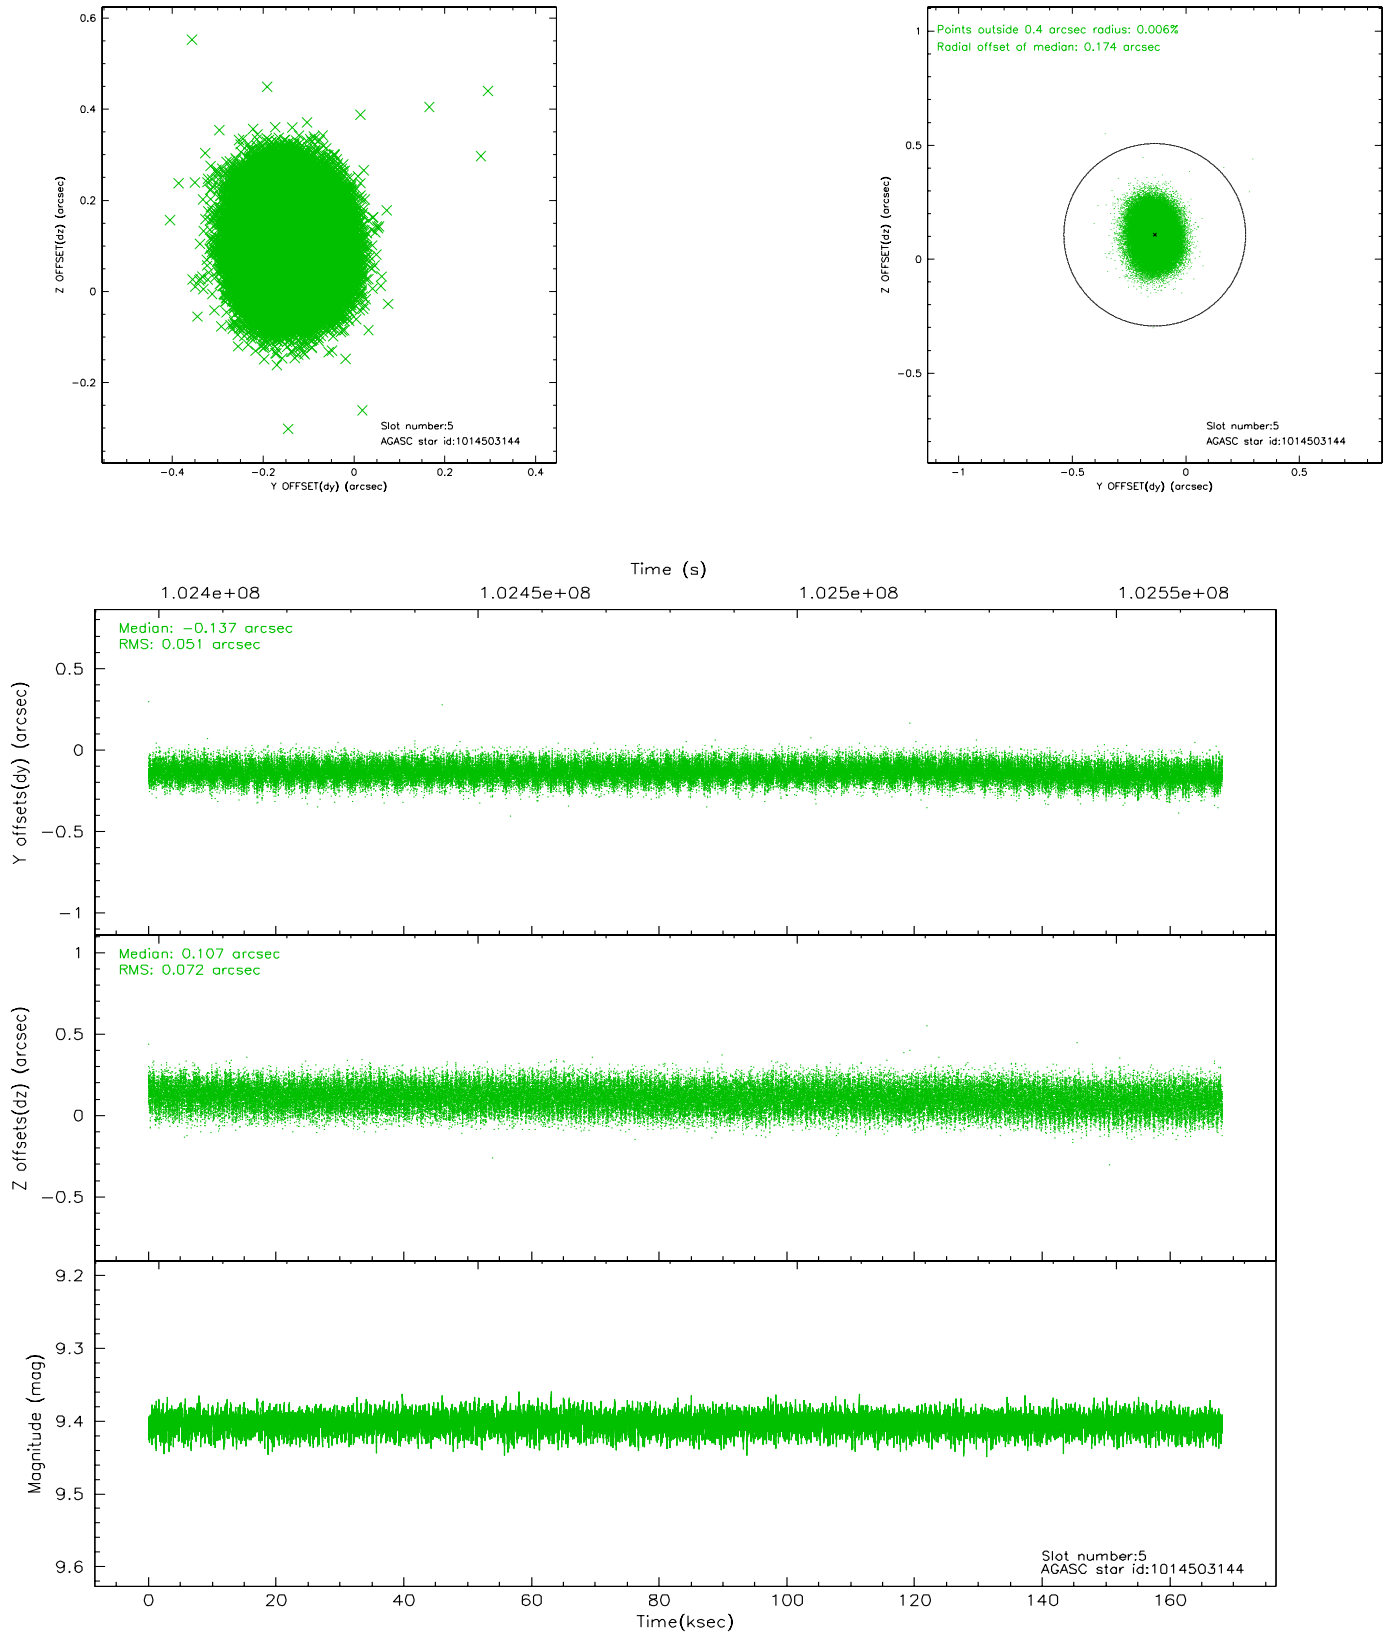 0.6
0.4
0.2
0
-0.2
Z OFFSET(dz) (arcsec)
-0.4
-0.2
0
0.2
0.4
Y OFFSET(dy) (arcsec)
Slot number:5
AGASC star id:1014503144
Points outside 0.4 arcsec radius: 0.006%
Radial offset of median: 0.174 arcsec
1
0.5
0
-0.5
Z OFFSET(dz) (arcsec)
-1
-0.5
0
0.5
Y OFFSET(dy) (arcsec)
Slot number:5
AGASC star id:1014503144
Time (s)
1.024e+08
1.0245e+08
1.025e+08
1.0255e+08
Median: -0.137 arcsec
RMS: 0.051 arcsec
0.5
0
-0.5
-1
Y offsets(dy) (arcsec)
Median: 0.107 arcsec
RMS: 0.072 arcsec
1
0.5
0
-0.5
Z offsets(dz) (arcsec)
9.2
9.3
9.4
9.5
9.6
Magnitude (mag)
Slot number:5
AGASC star id:1014503144
0
20
40
60
80
100
120
140
160
Time(ksec)